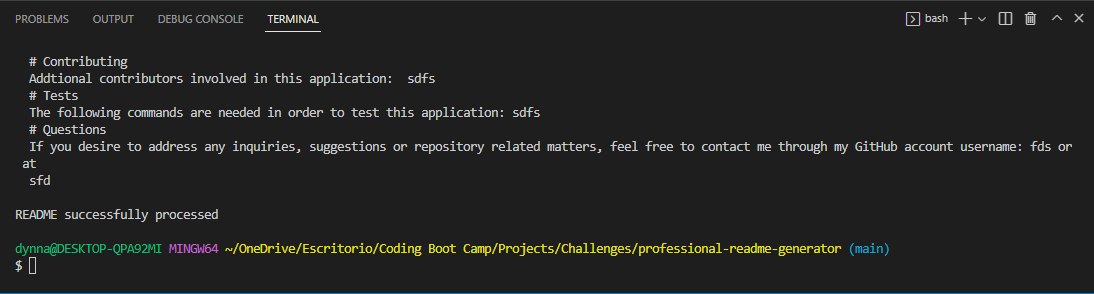 PROBLEMS OUTPUT DEBUG CONSOLE TERMINAL bash
# Contributing
Addtional contributors involved in this application:  sdfs
# Tests
The following commands are needed in order to test this application: sdfs
# Questions
If you desire to address any inquiries, suggestions or repository related matters, feel free to contact me through my GitHub account username: fds or
at
sfd
README successfully processed
dynna@DESKTOP-QPA92MI MINGW64 ~/OneDrive/Escritorio/Coding Boot Camp/Projects/Challenges/professional-readme-generator (main)
$